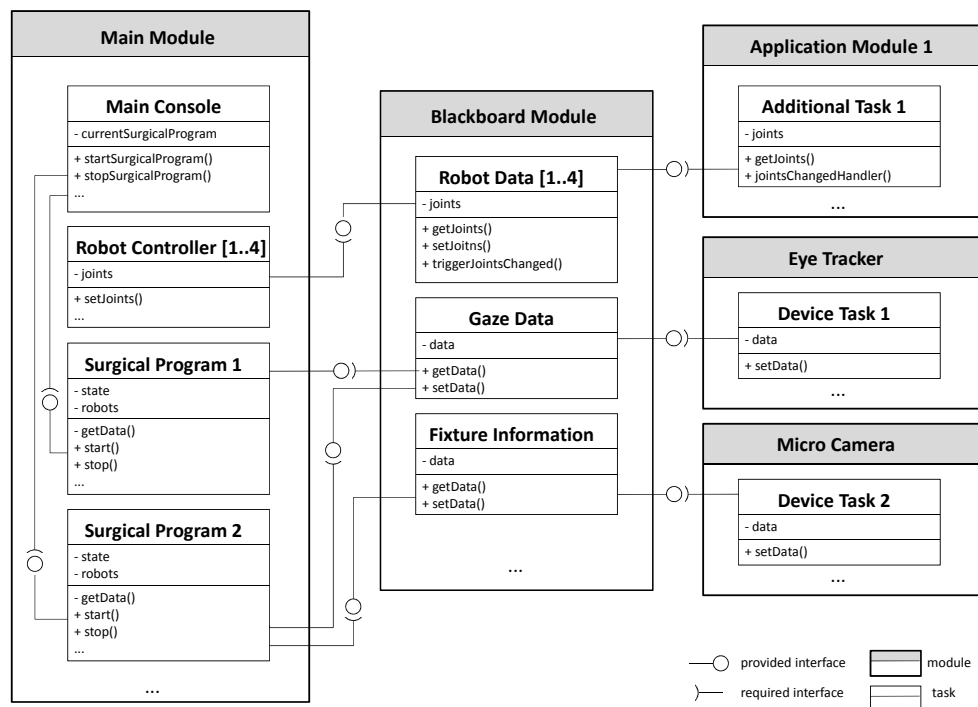 Main Module
Main Console
- currentSurgicalProgram
+ startSurgicalProgram()
+ stopSurgicalProgram()
...
Robot Controller [1..4]
- joints
+ setJoints()
...
Surgical Program 1
- state
- robots
- getData()
+ start()
+ stop()
...
Surgical Program 2
- state
- robots
- getData()
+ start()
+ stop()
...
...
Blackboard Module
Robot Data [1..4]
- joints
+ getJoints()
+ setJoitns()
+ triggerJointsChanged()
Gaze Data
- data
+ getData()
+ setData()
Fixture Information
- data
+ getData()
+ setData()
...
Application Module 1
Additional Task 1
- joints
+ getJoints()
+ jointsChangedHandler()
...
Eye Tracker
Device Task 1
- data
+ setData()
...
Micro Camera
Device Task 2
- data
+ setData()
...
provided interface
module
required interface
task